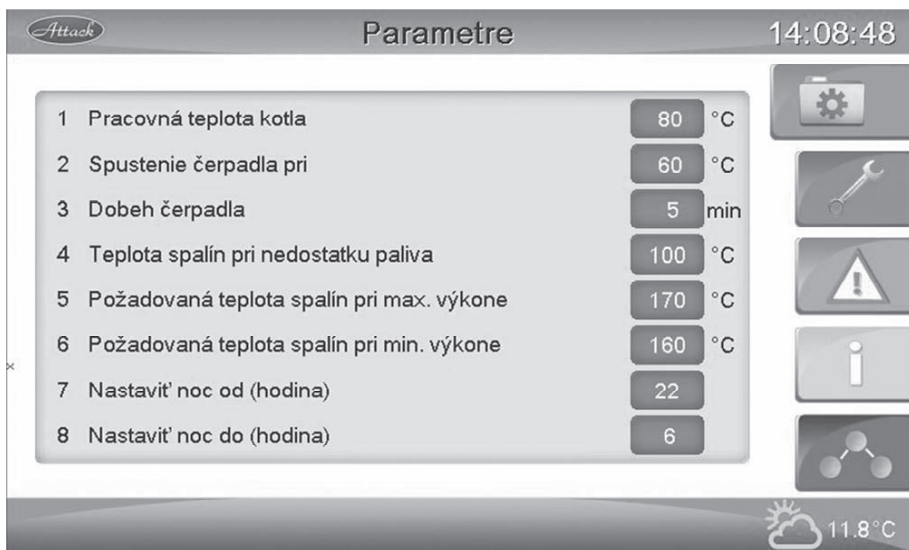 Attack
Parametre
14:08:48
1 Pracovná teplota kotla 80 °C
2 Spustenie čerpadla pri 60 °C
3 Dobeh čerpadla 5 min
4 Teplota spalín pri nedostatku paliva 100 °C
5 Požadovaná teplota spalín pri max. výkone 170 °C
6 Požadovaná teplota spalín pri min. výkone 160 °C
7 Nastaviť noc od (hodina) 22
8 Nastaviť noc do (hodina) 6
11.8°C